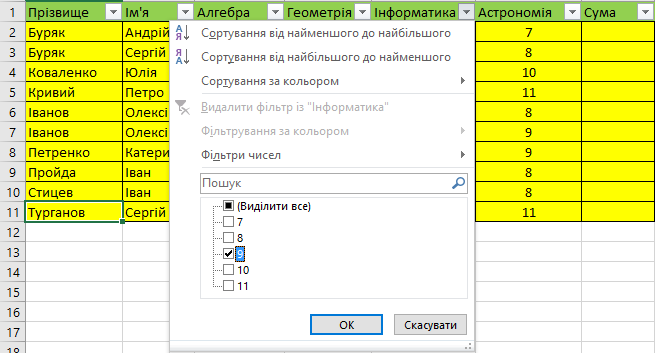 1 Прізвище Ім'я Алгебра Геометрія Інформатика Астрономія Сума
2 Буряк Андрій 7
3 Буряк Сергій 8
4 Коваленко Юлія 10
5 Кривий Петро 11
6 Іванов Олексі 8
7 Іванов Олексі 9
8 Петренко Катери 9
9 Пройда Іван 8
10 Стицев Іван 8
11 Турганов Сергій 11
12
13
14
15
16
17
18
Сортування від найменшого до найбільшого
Сортування від найбільшого до найменшого
Сортування за кольором
Видалити фільтр із "Інформатика"
Фільтрування за кольором
Фільтри чисел
Пошук
(Виділити все)
7
8
9
10
11
ОК Скасувати